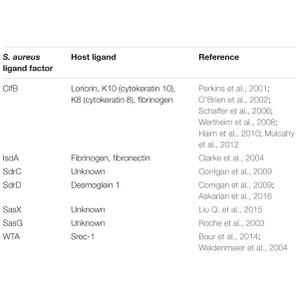 S. aureus ligand factor Host ligand Reference
ClfB Loricrin, K10 (cytokeratin 10), K8 (cytokeratin 8), fibrinogen Perkins et al., 2001; O'Brien et al., 2002; Schaffer et al., 2006; Wertheim et al., 2008; Haim et al., 2010; Mulcahy et al., 2012
IsdA Fibrinogen, fibronectin Clarke et al., 2004
SdrC Unknown Corrigan et al., 2009
SdrD Desmoglein 1 Corrigan et al., 2009; Askarian et al., 2016
SasX Unknown Liu Q. et al., 2015
SasG Unknown Roche et al., 2003
WTA Srec-1 Baur et al., 2014; Weidenmaier et al., 2004